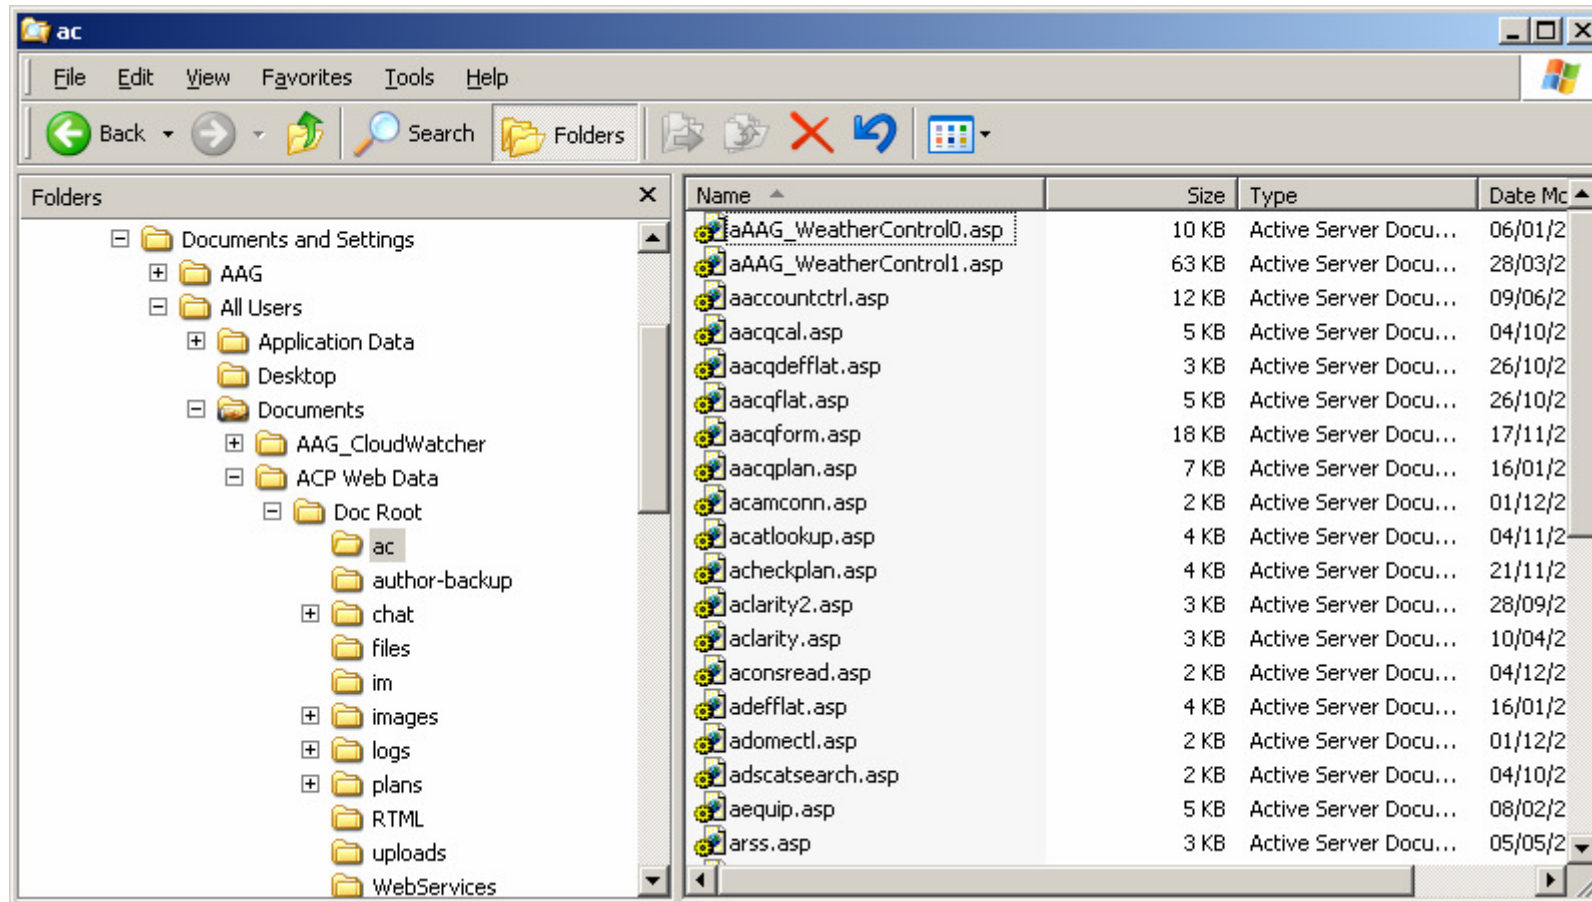 ac
File Edit View Favorites Tools Help
Back Search Folders
Folders
Documents and Settings
AAG
All Users
Application Data
Desktop
Documents
AAG_CloudWatcher
ACP Web Data
Doc Root
ac
author-backup
chat
files
im
images
logs
plans
RTML
uploads
WebServices
Name Size Type Date Mc
aAAG_WeatherControl0.asp 10 KB Active Server Docu... 06/01/2
aAAG_WeatherControl1.asp 63 KB Active Server Docu... 28/03/2
aaccountctrl.asp 12 KB Active Server Docu... 09/06/2
aacqcal.asp 5 KB Active Server Docu... 04/10/2
aacqdefflat.asp 3 KB Active Server Docu... 26/10/2
aacqflat.asp 5 KB Active Server Docu... 26/10/2
aacqform.asp 18 KB Active Server Docu... 17/11/2
aacqplan.asp 7 KB Active Server Docu... 16/01/2
acamconn.asp 2 KB Active Server Docu... 01/12/2
acatlookup.asp 4 KB Active Server Docu... 04/11/2
acheckplan.asp 4 KB Active Server Docu... 21/11/2
aclarity2.asp 3 KB Active Server Docu... 28/09/2
aclarity.asp 3 KB Active Server Docu... 10/04/2
aconsread.asp 2 KB Active Server Docu... 04/12/2
adefflat.asp 4 KB Active Server Docu... 16/01/2
adomectl.asp 2 KB Active Server Docu... 01/12/2
adscatsearch.asp 2 KB Active Server Docu... 04/10/2
aequip.asp 5 KB Active Server Docu... 08/02/2
arss.asp 3 KB Active Server Docu... 05/05/2